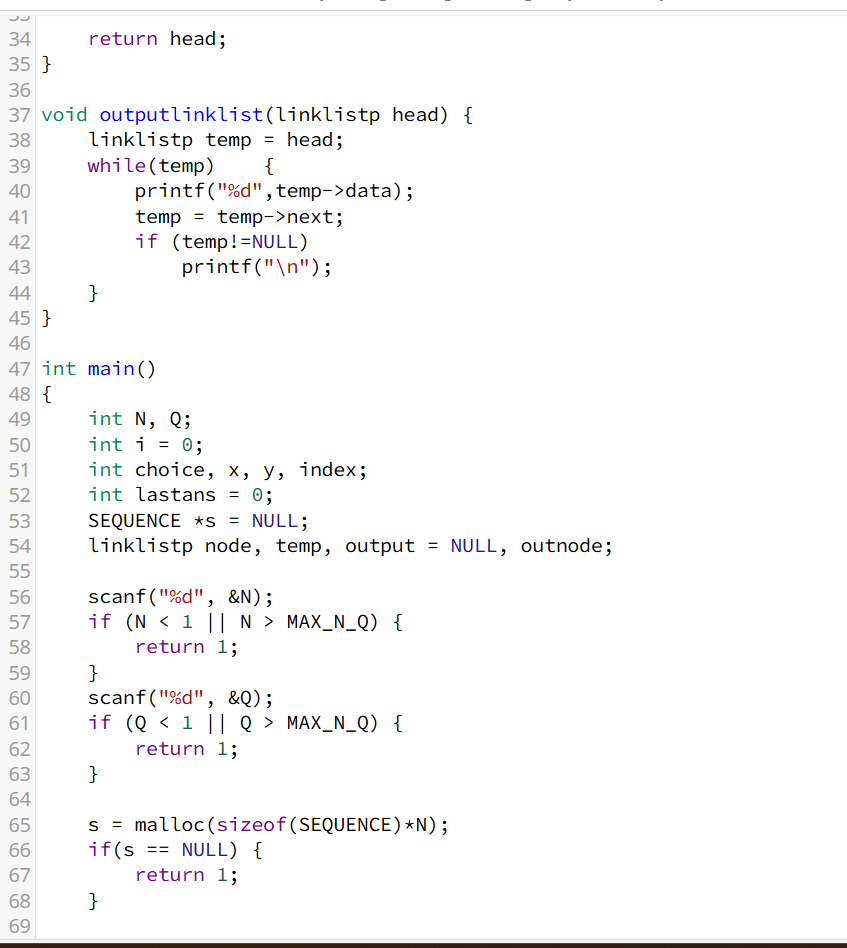 34     return head;
35 }
36
37 void outputlinklist(linklistp head) {
38     linklistp temp = head;
39     while(temp)    {
40         printf("%d",temp->data);
41         temp = temp->next;
42         if (temp!=NULL)
43             printf("\n");
44     }
45 }
46
47 int main()
48 {
49     int N, Q;
50     int i = 0;
51     int choice, x, y, index;
52     int lastans = 0;
53     SEQUENCE *s = NULL;
54     linklistp node, temp, output = NULL, outnode;
55
56     scanf("%d", &N);
57     if (N < 1 || N > MAX_N_Q) {
58         return 1;
59     }
60     scanf("%d", &Q);
61     if (Q < 1 || Q > MAX_N_Q) {
62         return 1;
63     }
64
65     s = malloc(sizeof(SEQUENCE)*N);
66     if(s == NULL) {
67         return 1;
68     }
69